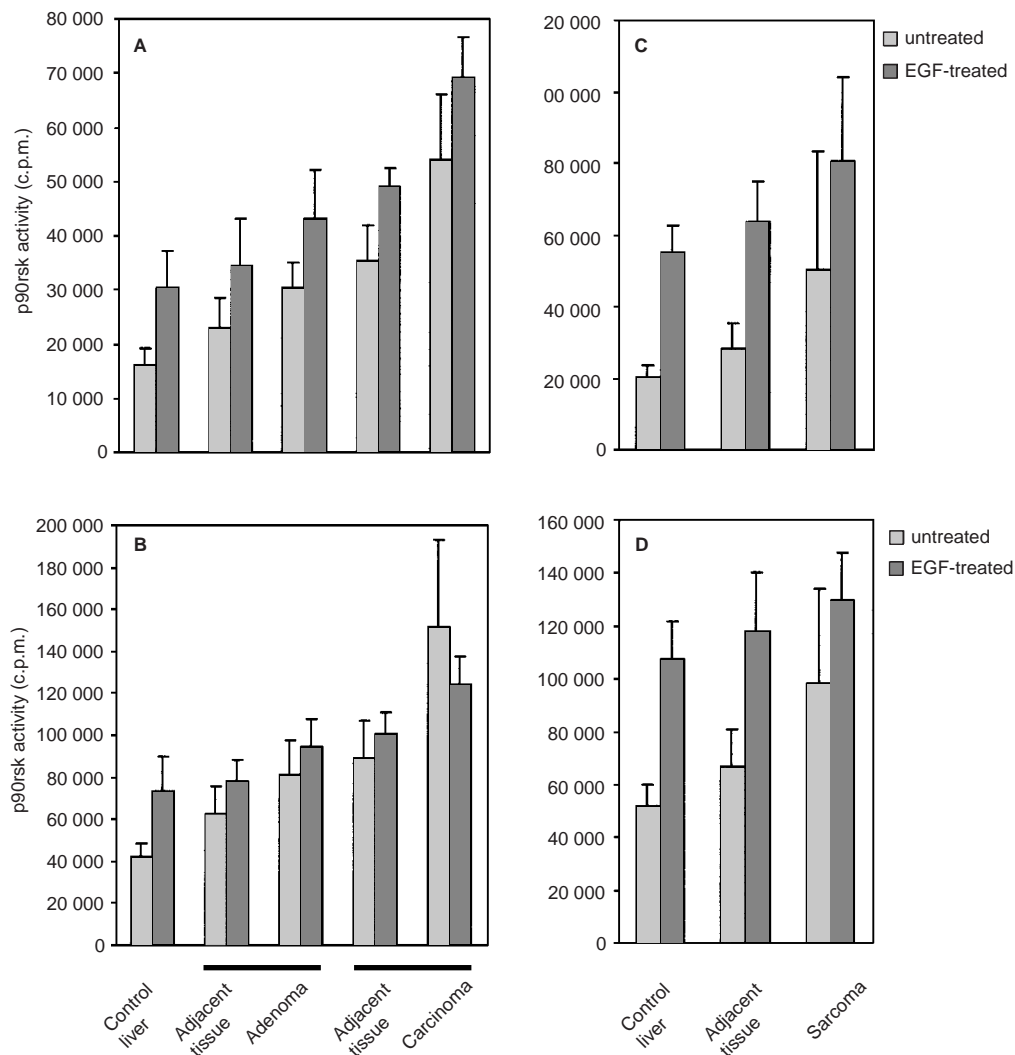 80 000
70 000
60 000
50 000
40 000
30 000
20 000
10 000
0
p90rsk activity (c.p.m.)
A
20 000
00 000
80 000
60 000
40 000
20 000
0
C
untreated
EGF-treated
200 000
180 000
160 000
140 000
120 000
100 000
80 000
60 000
40 000
20 000
0
p90rsk activity (c.p.m.)
B
Control
liver
Adjacent
tissue
Adenoma
Adjacent
tissue
Carcinoma
160 000
140 000
120 000
100 000
80 000
60 000
40 000
20 000
0
D
untreated
EGF-treated
Control
liver
Adjacent
tissue
Sarcoma